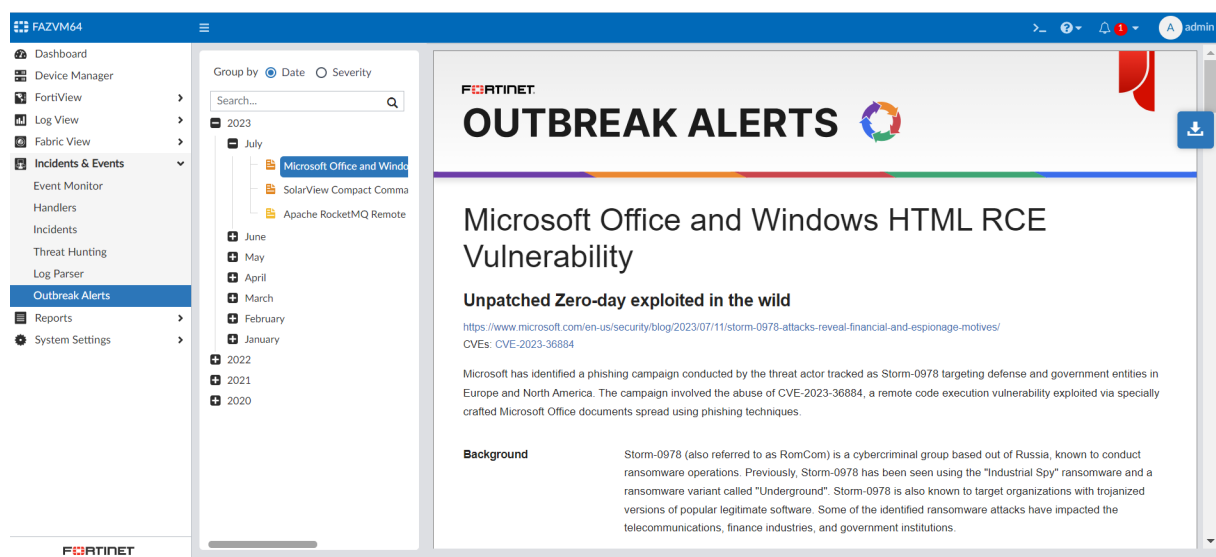 FAZVM64
>_
?
1
A
admin
Dashboard
Device Manager
FortiView
Log View
Fabric View
Incidents & Events
Event Monitor
Handlers
Incidents
Threat Hunting
Log Parser
Outbreak Alerts
Reports
System Settings
FORTINET
Group by Date Severity
Search...
2023
July
Microsoft Office and Windo
SolarView Compact Comma
Apache RocketMQ Remote
June
May
April
March
February
January
2022
2021
2020
FORTINET
OUTBREAK ALERTS
Microsoft Office and Windows HTML RCE
Vulnerability
Unpatched Zero-day exploited in the wild
https://www.microsoft.com/en-us/security/blog/2023/07/11/storm-0978-attacks-reveal-financial-and-espionage-motives/
CVEs: CVE-2023-36884
Microsoft has identified a phishing campaign conducted by the threat actor tracked as Storm-0978 targeting defense and government entities in
Europe and North America. The campaign involved the abuse of CVE-2023-36884, a remote code execution vulnerability exploited via specially
crafted Microsoft Office documents spread using phishing techniques.
Background
Storm-0978 (also referred to as RomCom) is a cybercriminal group based out of Russia, known to conduct
ransomware operations. Previously, Storm-0978 has been seen using the "Industrial Spy" ransomware and a
ransomware variant called "Underground". Storm-0978 is also known to target organizations with trojanized
versions of popular legitimate software. Some of the identified ransomware attacks have impacted the
telecommunications, finance industries, and government institutions.